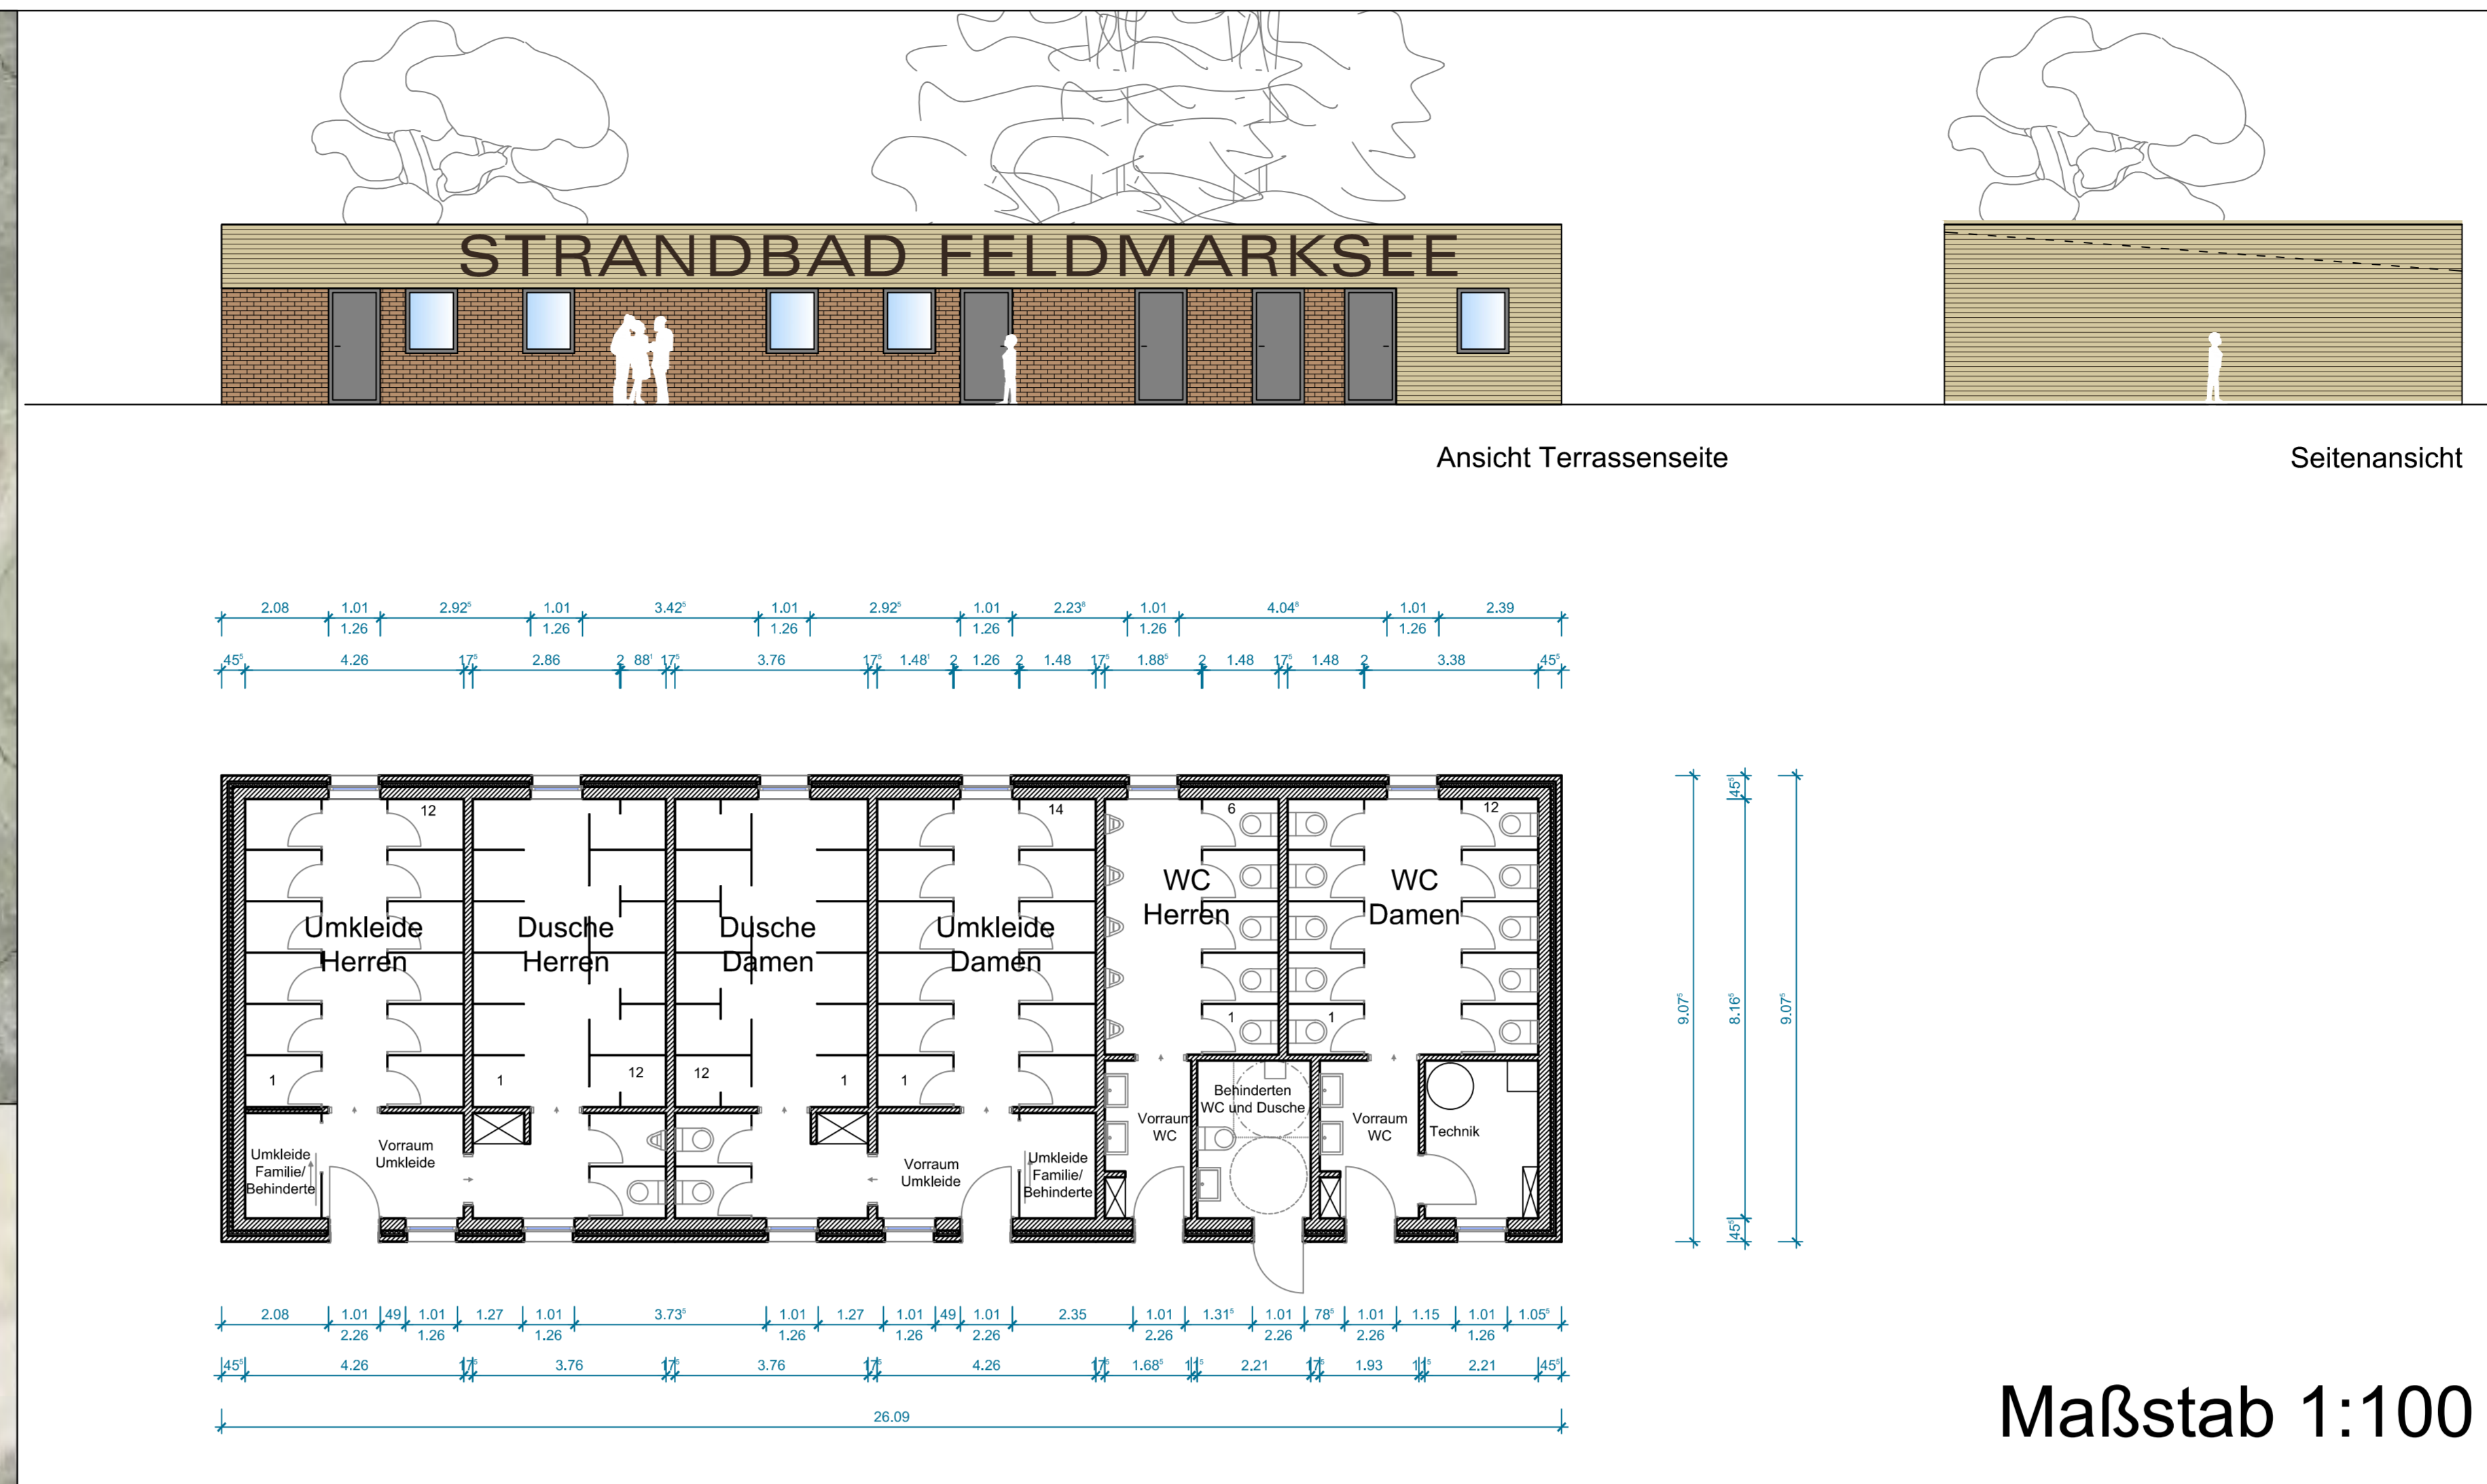 STRANDBAD FELDMARKSEE
Ansicht Terrassenseite
Seitenansicht
2.08 1.01 2.92⁵ 1.01 3.42⁵ 1.01 2.92⁵ 1.01 2.23⁸ 1.01 4.04⁸ 1.01 2.39
1.26 1.26 1.26 1.26 1.26 1.26
45⁵ 4.26 17⁵ 2.86 2 88¹ 17⁵ 3.76 17⁵ 1.48¹ 2 1.26 2 1.48 17⁵ 1.88⁵ 2 1.48 17⁵ 1.48 2 3.38 45⁵
12 14 6 12
Umkleide
Herren
Dusche
Herren
Dusche
Damen
Umkleide
Damen
WC
Herren
WC
Damen
1 1 12 12 1 1 1 1
Umkleide
Familie/
Behinderte
Vorraum
Umkleide
Vorraum
Umkleide
Umkleide
Familie/
Behinderte
Vorraum
WC
Behinderten
WC und Dusche
Vorraum
WC
Technik
9.07⁵
45⁵
8.16⁵
45⁵
9.07⁵
2.08 1.01 49 1.01 1.27 1.01 3.73⁵ 1.01 1.27 1.01 49 1.01 2.35 1.01 1.31⁵ 1.01 78⁵ 1.01 1.15 1.01 1.05⁵
2.26 1.26 1.26 1.26 1.26 2.26 2.26 2.26 2.26 1.26
45⁵ 4.26 17⁵ 3.76 17⁵ 3.76 17⁵ 4.26 17⁵ 1.68⁵ 11⁵ 2.21 17⁵ 1.93 11⁵ 2.21 45⁵
26.09
Maßstab 1:100